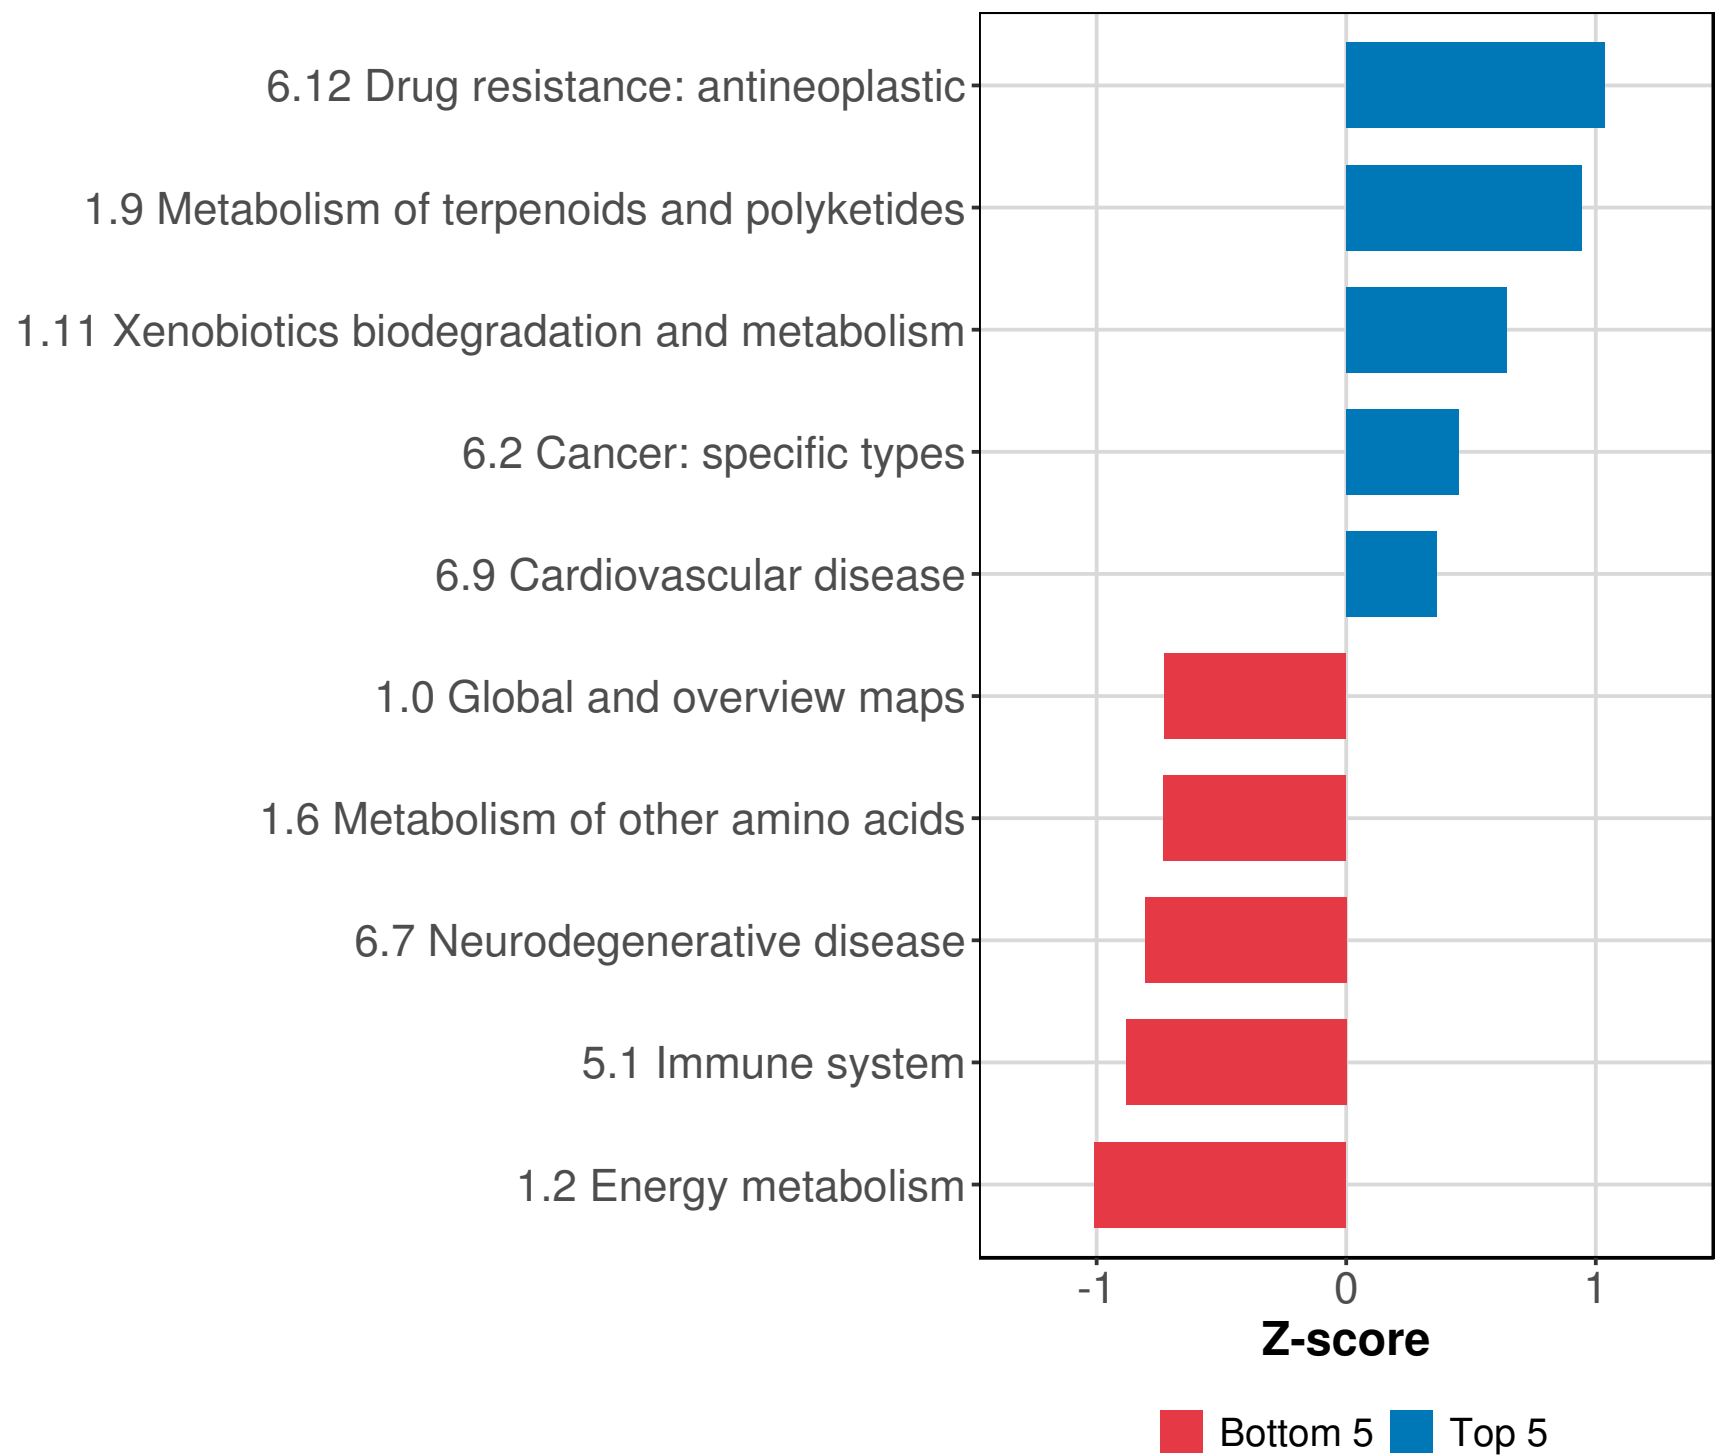 6.12 Drug resistance: antineoplastic
1.9 Metabolism of terpenoids and polyketides
1.11 Xenobiotics biodegradation and metabolism
6.2 Cancer: specific types
6.9 Cardiovascular disease
1.0 Global and overview maps
1.6 Metabolism of other amino acids
6.7 Neurodegenerative disease
5.1 Immune system
1.2 Energy metabolism
-1 0 1
Z-score
Bottom 5 Top 5